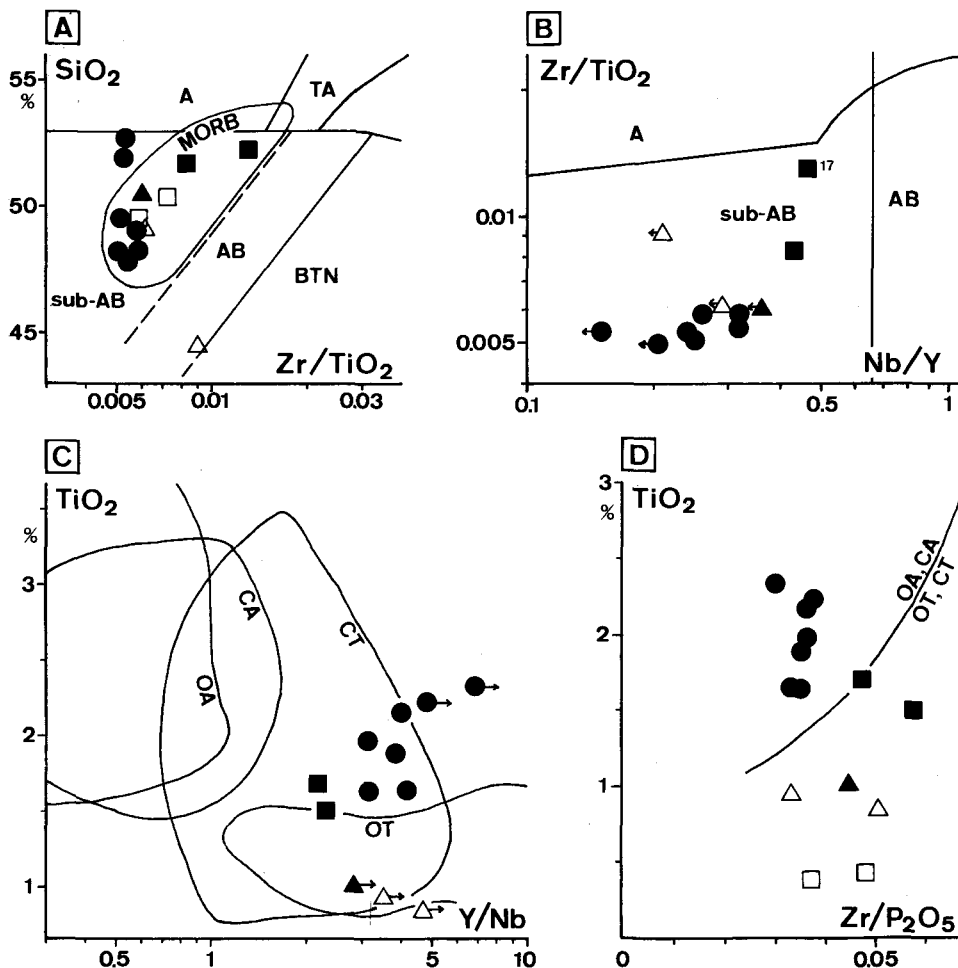 A
SiO2
55
%
50
45
A
TA
MORB
AB
BTN
sub-AB
Zr/TiO2
0.005
0.01
0.03
B
Zr/TiO2
A
17
sub-AB
AB
0.01
0.005
Nb/Y
0.1
0.5
1
C
TiO2
%
3
2
1
CA
CT
OA
OT
Y/Nb
0.5
1
5
10
D
3
TiO2
%
2
1
OA, CA
OT, CT
Zr/P2O5
0
0.05